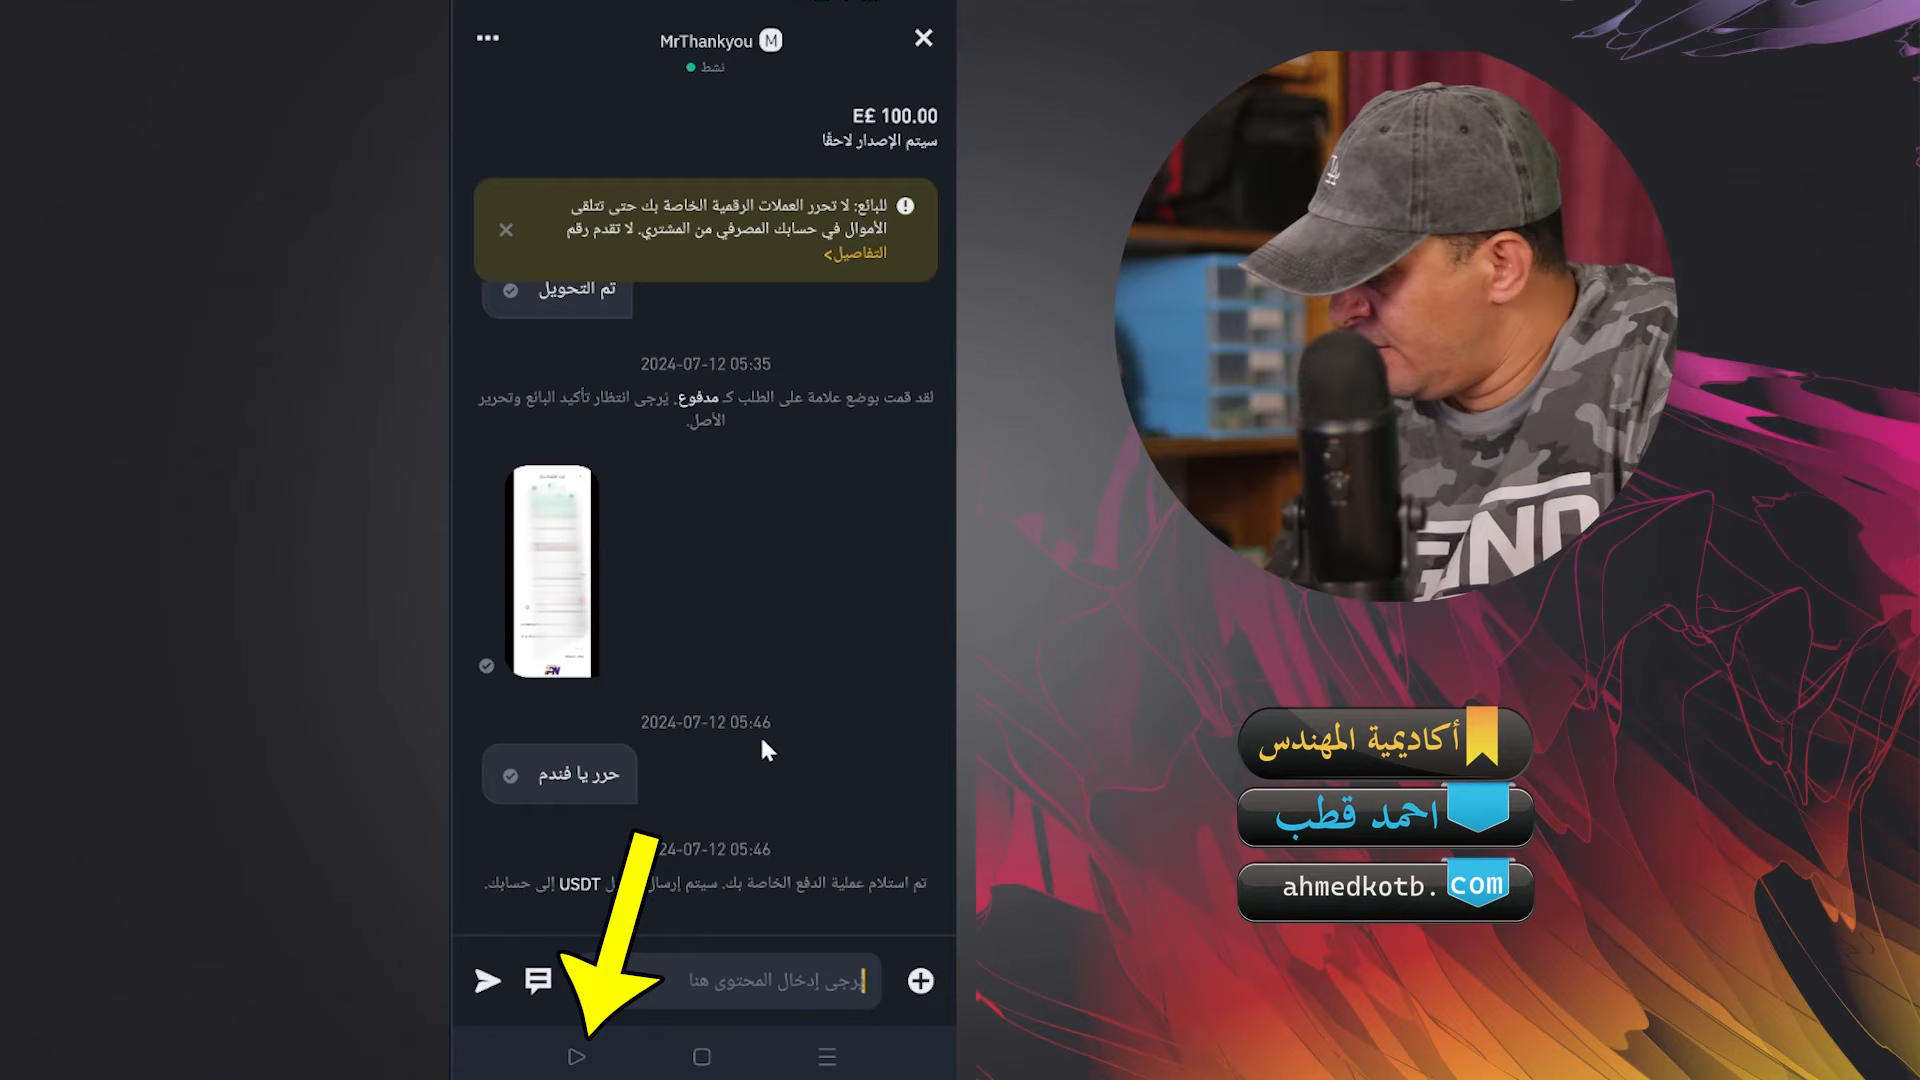 MrThankyou M
نشط
E£ 100.00
سيتم الإصدار لاحقًا
للبائع: لا تحرر العملات الرقمية الخاصة بك حتى تتلقى
الأموال في حسابك المصرفي من المشتري. لا تقدم رقم
التفاصيل>
تم التحويل
2024-07-12 05:35
لقد قمت بوضع علامة على الطلب كـ مدفوع. يُرجى انتظار تأكيد البائع وتحرير
الأصل.
2024-07-12 05:46
حرر يا فندم
24-07-12 05:46
تم استلام عملية الدفع الخاصة بك. سيتم إرسال USDT إلى حسابك.
يُرجى إدخال المحتوى هنا
أكاديمية المهندس
احمد قطب
ahmedkotb.com